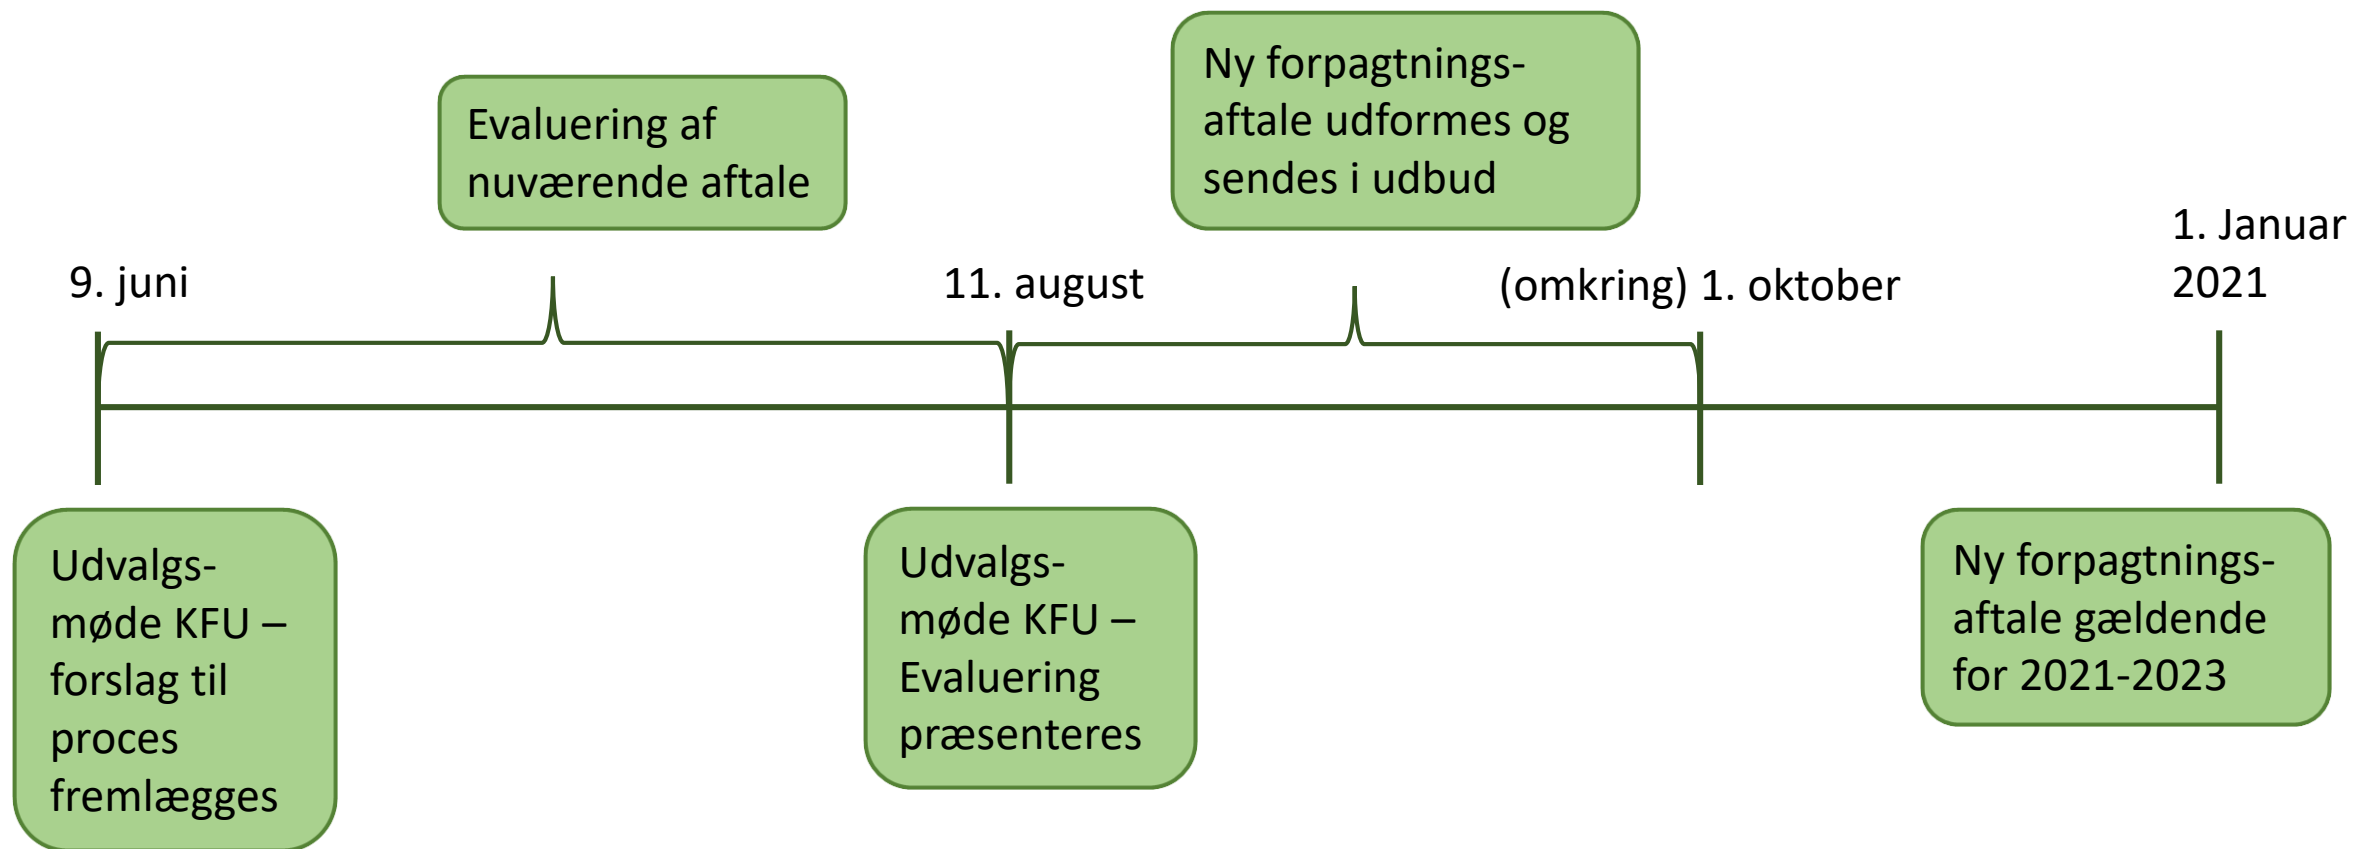 Evaluering af
nuværende aftale
Ny forpagtnings-
aftale udformes og
sendes i udbud
9. juni
11. august
(omkring) 1. oktober
1. Januar
2021
Udvalgs-
møde KFU –
forslag til
proces
fremlægges
Udvalgs-
møde KFU –
Evaluering
præsenteres
Ny forpagtnings-
aftale gældende
for 2021-2023